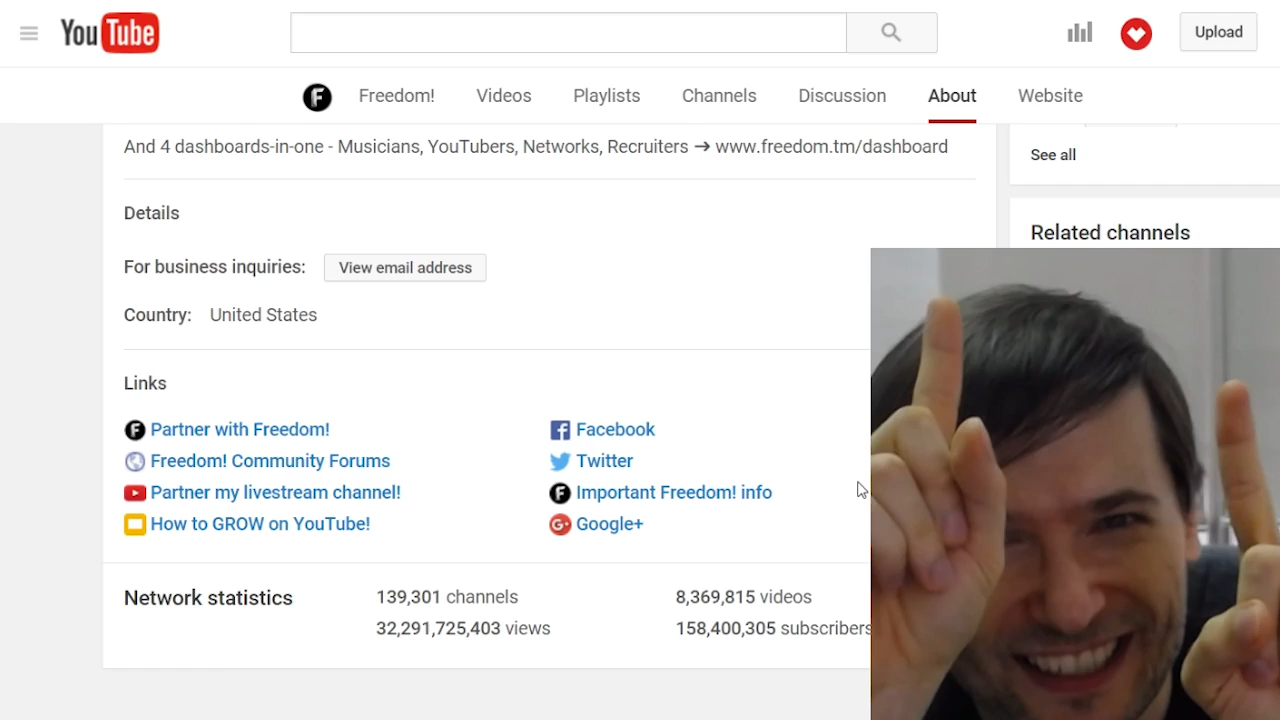 YouTube
Upload
Freedom! Videos Playlists Channels Discussion About Website
And 4 dashboards-in-one - Musicians, YouTubers, Networks, Recruiters → www.freedom.tm/dashboard
See all
Details
Related channels
For business inquiries: View email address
Country: United States
Links
Partner with Freedom! Facebook
Freedom! Community Forums Twitter
Partner my livestream channel! Important Freedom! info
How to GROW on YouTube! Google+
Network statistics 139,301 channels 8,369,815 videos
32,291,725,403 views 158,400,305 subscribers